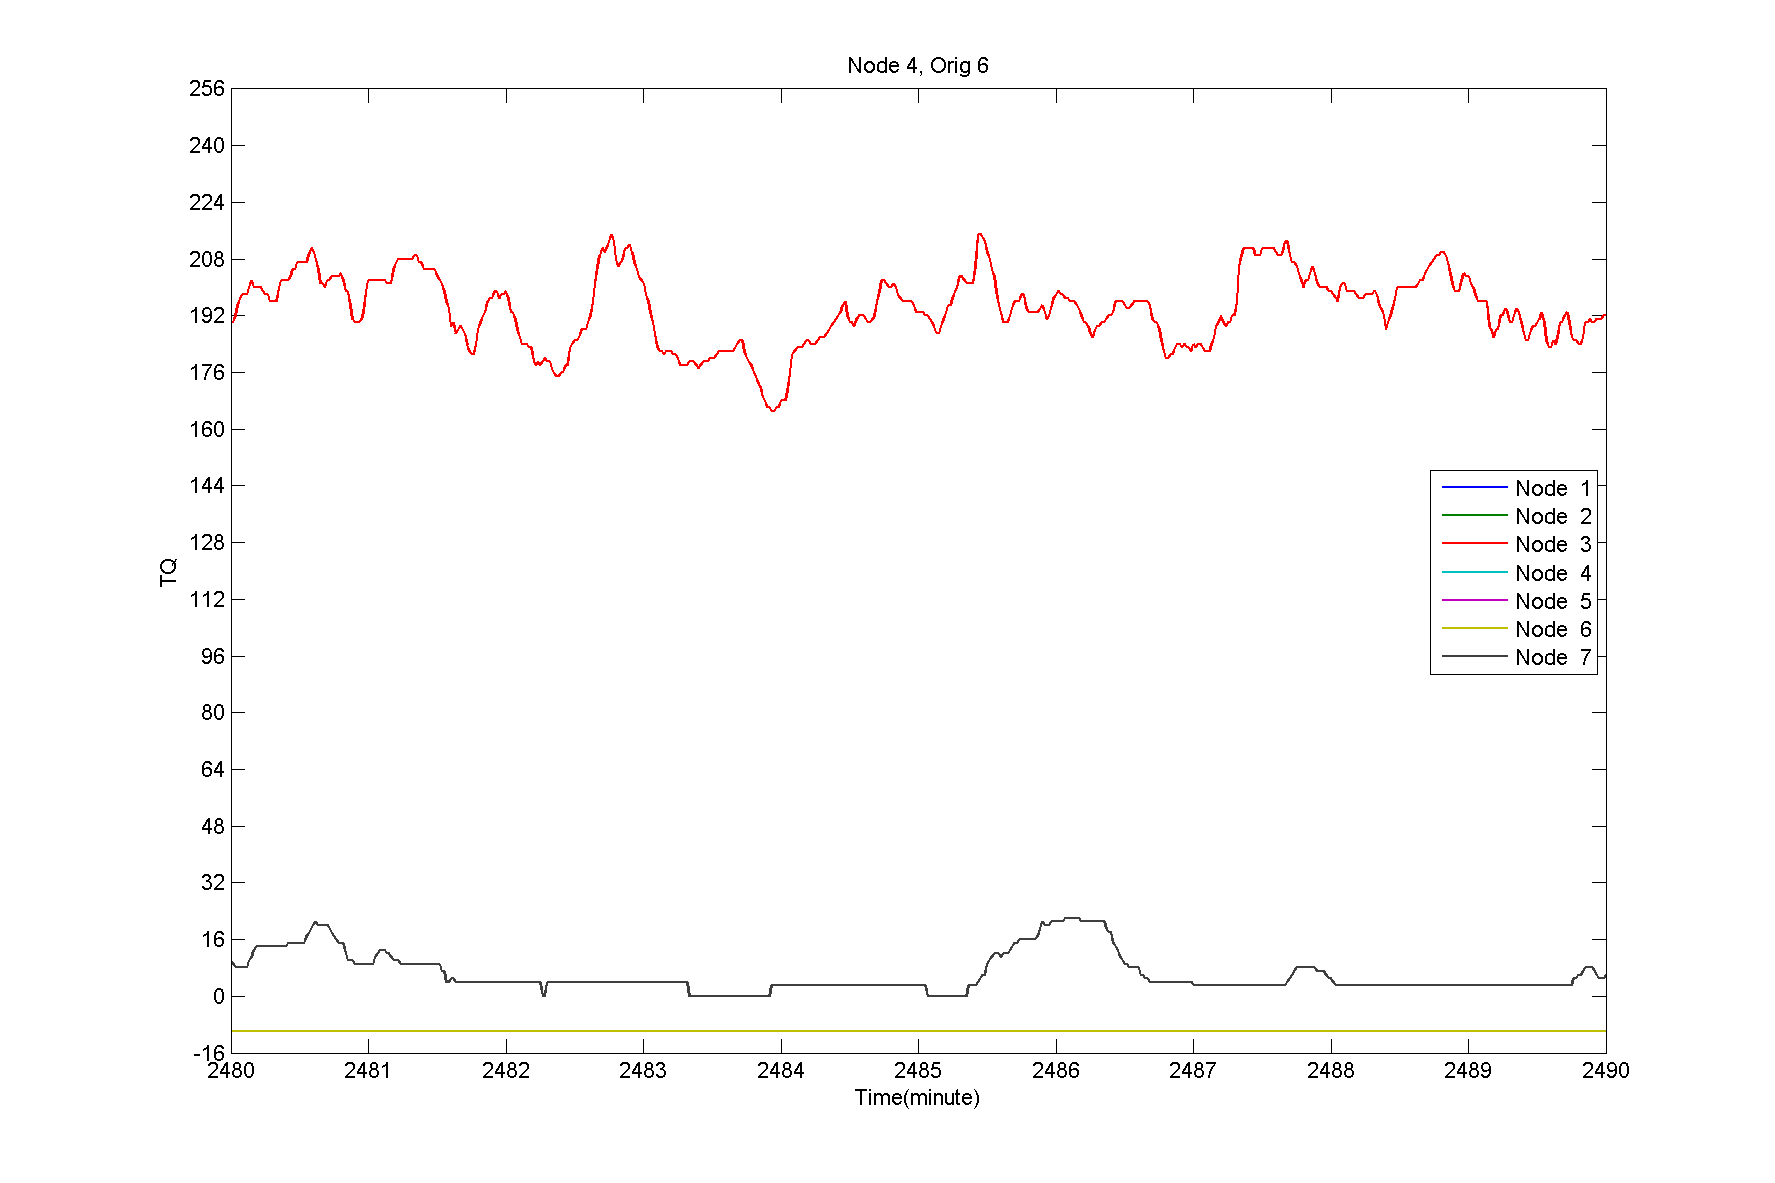 Node 4, Orig 6
256
240
224
208
192
176
160
144
128
112
96
80
64
48
32
16
0
-16
TQ
Node 1
Node 2
Node 3
Node 4
Node 5
Node 6
Node 7
2480 2481 2482 2483 2484 2485 2486 2487 2488 2489 2490
Time(minute)